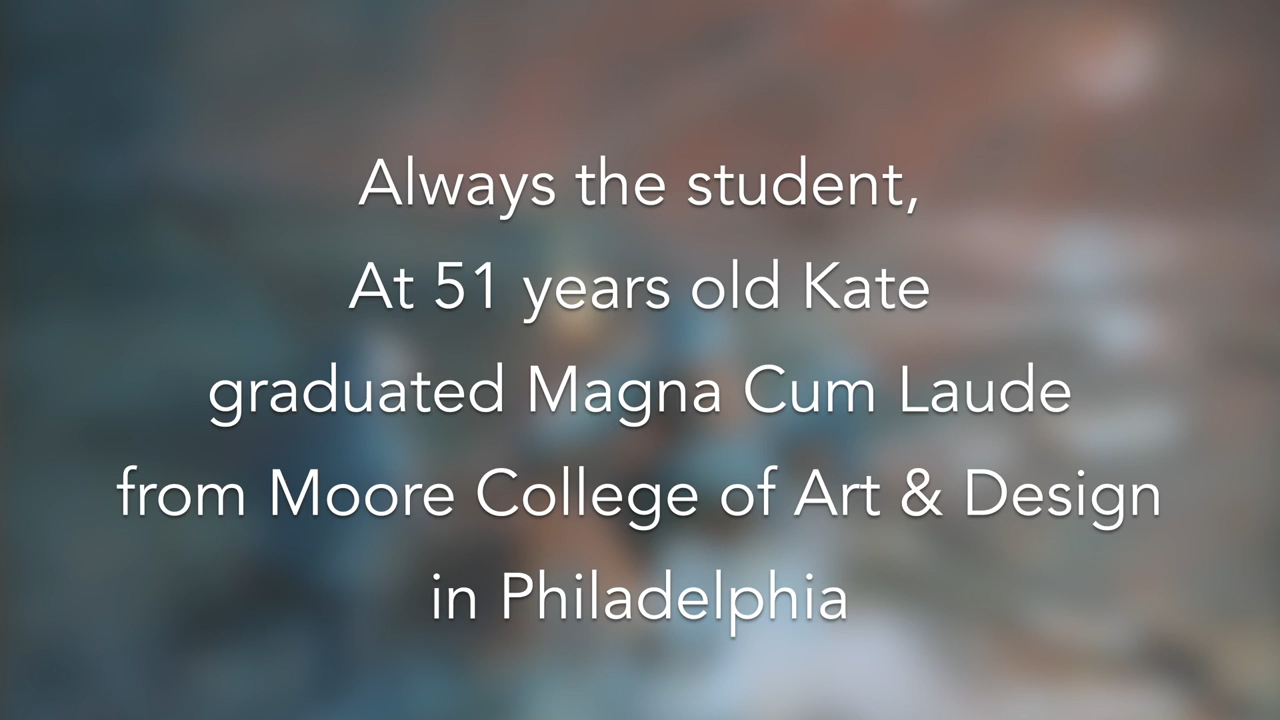 Always the student,
At 51 years old Kate
graduated Magna Cum Laude
from Moore College of Art & Design
in Philadelphia